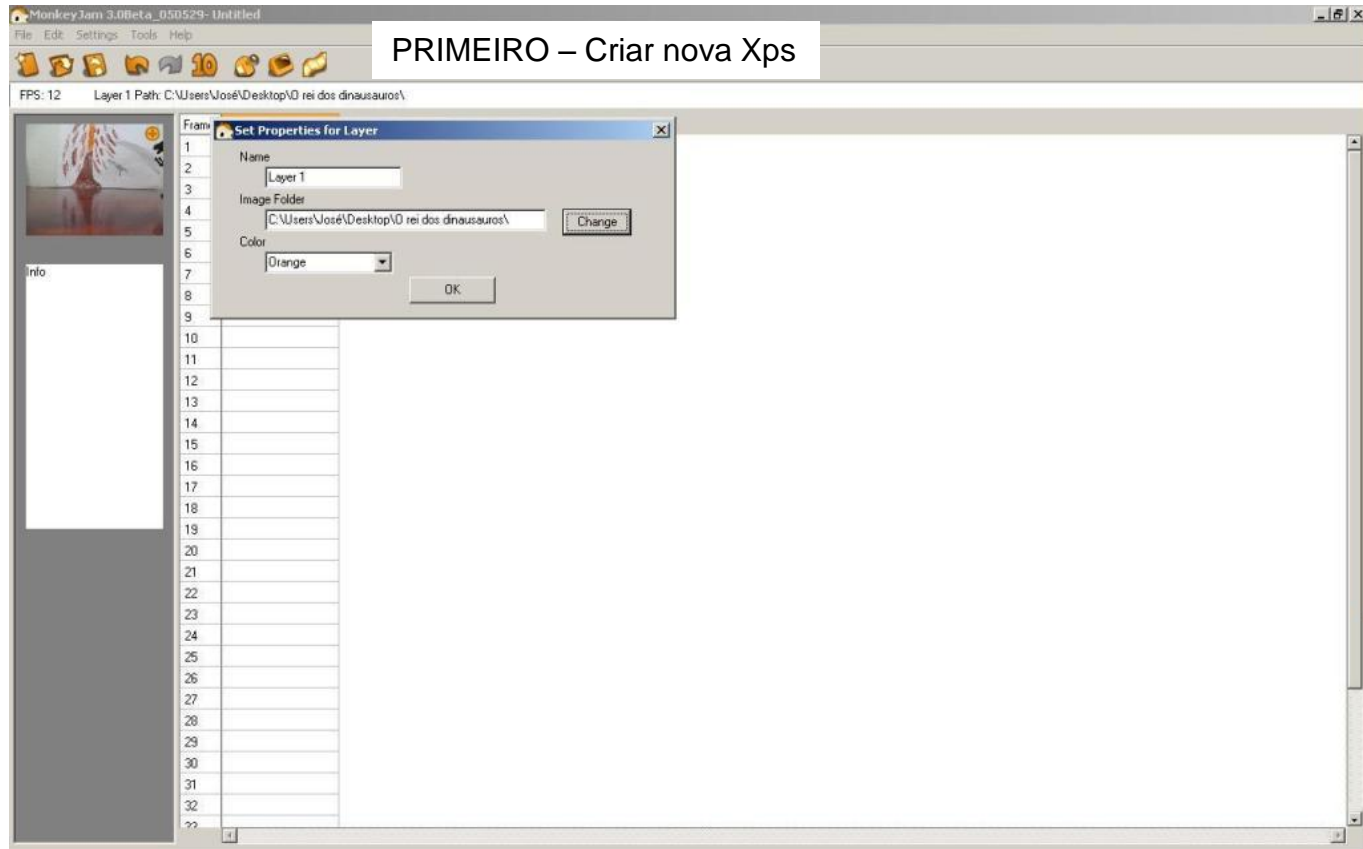 MonkeyJam 3.0Beta_050529- Untitled
File Edit Settings Tools Help
PRIMEIRO – Criar nova Xps
10
FPS: 12 Layer 1 Path: C:\Users\José\Desktop\O rei dos dinausauros\
Frame
Set Properties for Layer
Name
Layer 1
Image Folder
C:\Users\José\Desktop\O rei dos dinausauros\
Change
Color
Orange
OK
Info
1
2
3
4
5
6
7
8
9
10
11
12
13
14
15
16
17
18
19
20
21
22
23
24
25
26
27
28
29
30
31
32